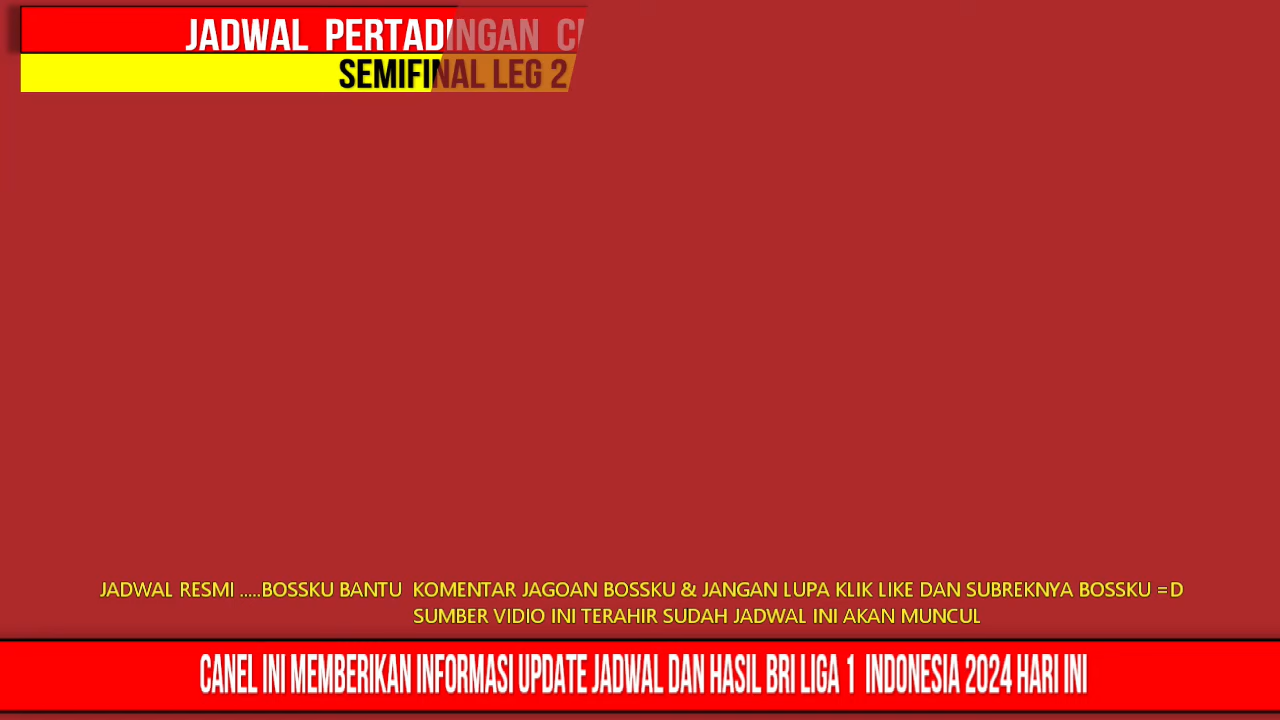 JADWAL PERTADINGAN
SEMIFINAL LEG 2
JADWAL RESMI .....BOSSKU BANTU KOMENTAR JAGOAN BOSSKU & JANGAN LUPA KLIK LIKE DAN SUBREKNYA BOSSKU =D
SUMBER VIDIO INI TERAHIR SUDAH JADWAL INI AKAN MUNCUL
CANEL INI MEMBERIKAN INFORMASI UPDATE JADWAL DAN HASIL BRI LIGA 1 INDONESIA 2024 HARI INI